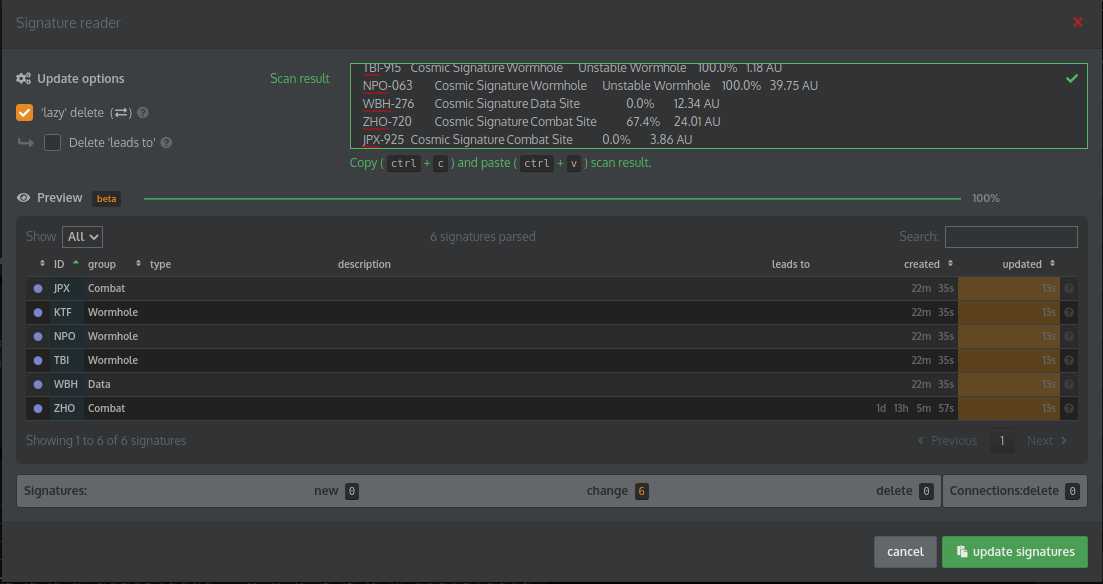 Signature reader
Update options
Scan result
TBI-915 Cosmic Signature Wormhole Unstable Wormhole 100.0% 1.18 AU
NPO-063 Cosmic Signature Wormhole Unstable Wormhole 100.0% 39.75 AU
WBH-276 Cosmic Signature Data Site 0.0% 12.34 AU
ZHO-720 Cosmic Signature Combat Site 67.4% 24.01 AU
JPX-925 Cosmic Signature Combat Site 0.0% 3.86 AU
'lazy' delete (⇄)
Delete 'leads to'
Copy ( ctrl + c ) and paste ( ctrl + v ) scan result.
Preview beta 100%
Show All 6 signatures parsed Search:
ID group type description leads to created updated
JPX Combat 22m 35s 13s
KTF Wormhole 22m 35s 13s
NPO Wormhole 22m 35s 13s
TBI Wormhole 22m 35s 13s
WBH Data 22m 35s 13s
ZHO Combat 1d 13h 5m 57s 13s
Showing 1 to 6 of 6 signatures Previous 1 Next
Signatures: new 0 change 6 delete 0 Connections:delete 0
cancel update signatures